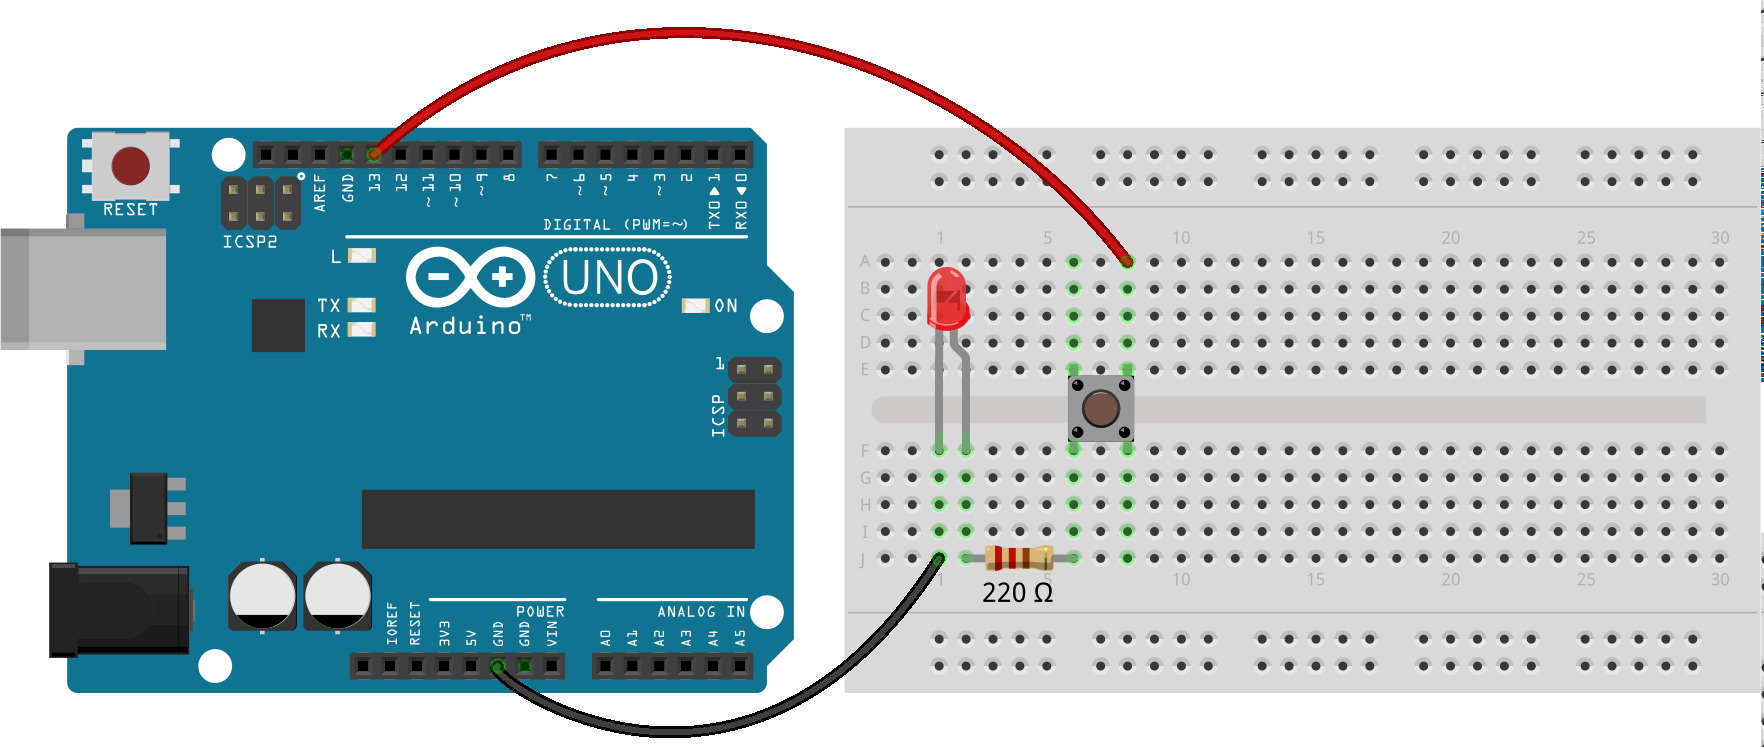 RESET
ICSP2
AREF
GND
13
12
~11
~10
~9
8
7
~6
~5
4
~3
2
TX0▶1
RX0◀0
DIGITAL (PWM=~)
L
TX
RX
UNO
Arduino™
ON
1
ICSP
IOREF
RESET
3V3
5V
GND
GND
VIN
POWER
A0
A1
A2
A3
A4
A5
ANALOG IN
1 5 10 15 20 25 30
A
B
C
D
E
F
G
H
I
J
1 5 10 15 20 25 30
220 Ω